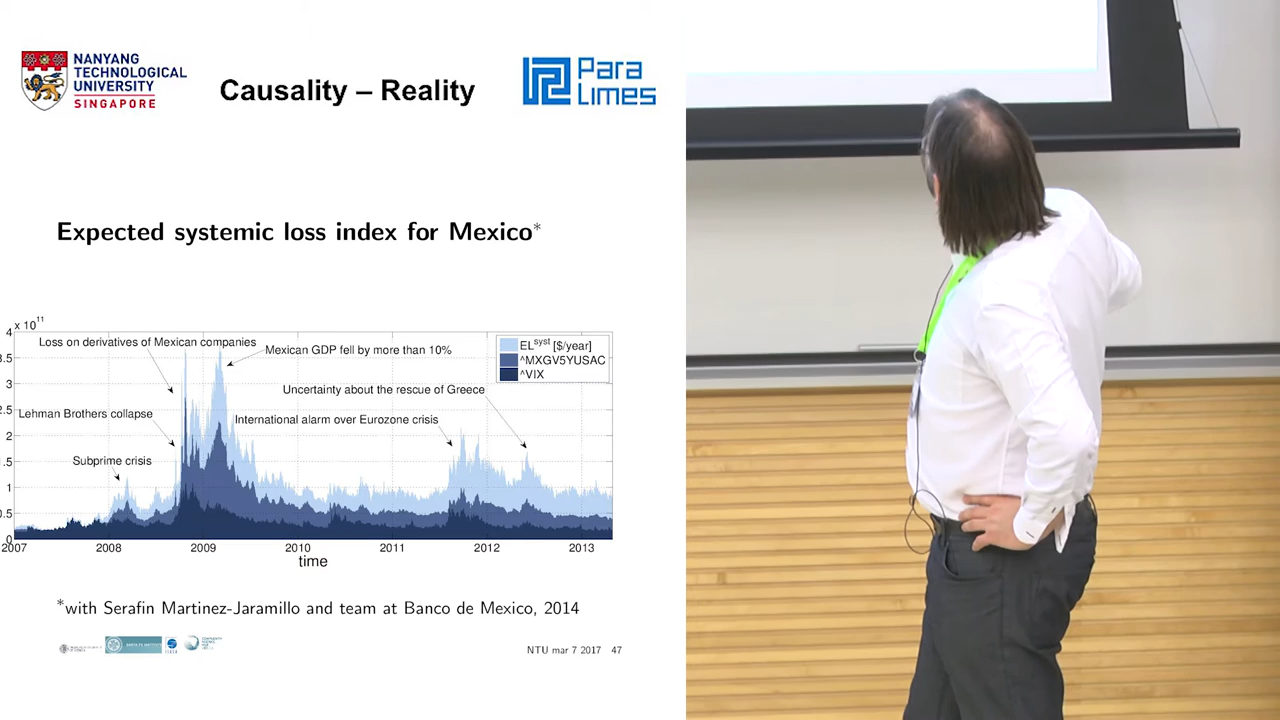 NANYANG
TECHNOLOGICAL
UNIVERSITY
SINGAPORE
Causality – Reality
Para
Limes
Expected systemic loss index for Mexico*
x 10^11
4
3.5
3
2.5
2
1.5
1
0.5
0
Loss on derivatives of Mexican companies
Mexican GDP fell by more than 10%
Uncertainty about the rescue of Greece
Lehman Brothers collapse
International alarm over Eurozone crisis
Subprime crisis
EL^syst [$/year]
^MXGV5YUSAC
^VIX
2007 2008 2009 2010 2011 2012 2013
time
*with Serafin Martinez-Jaramillo and team at Banco de Mexico, 2014
SANTA FE INSTITUTE
IIASA
NTU mar 7 2017 47